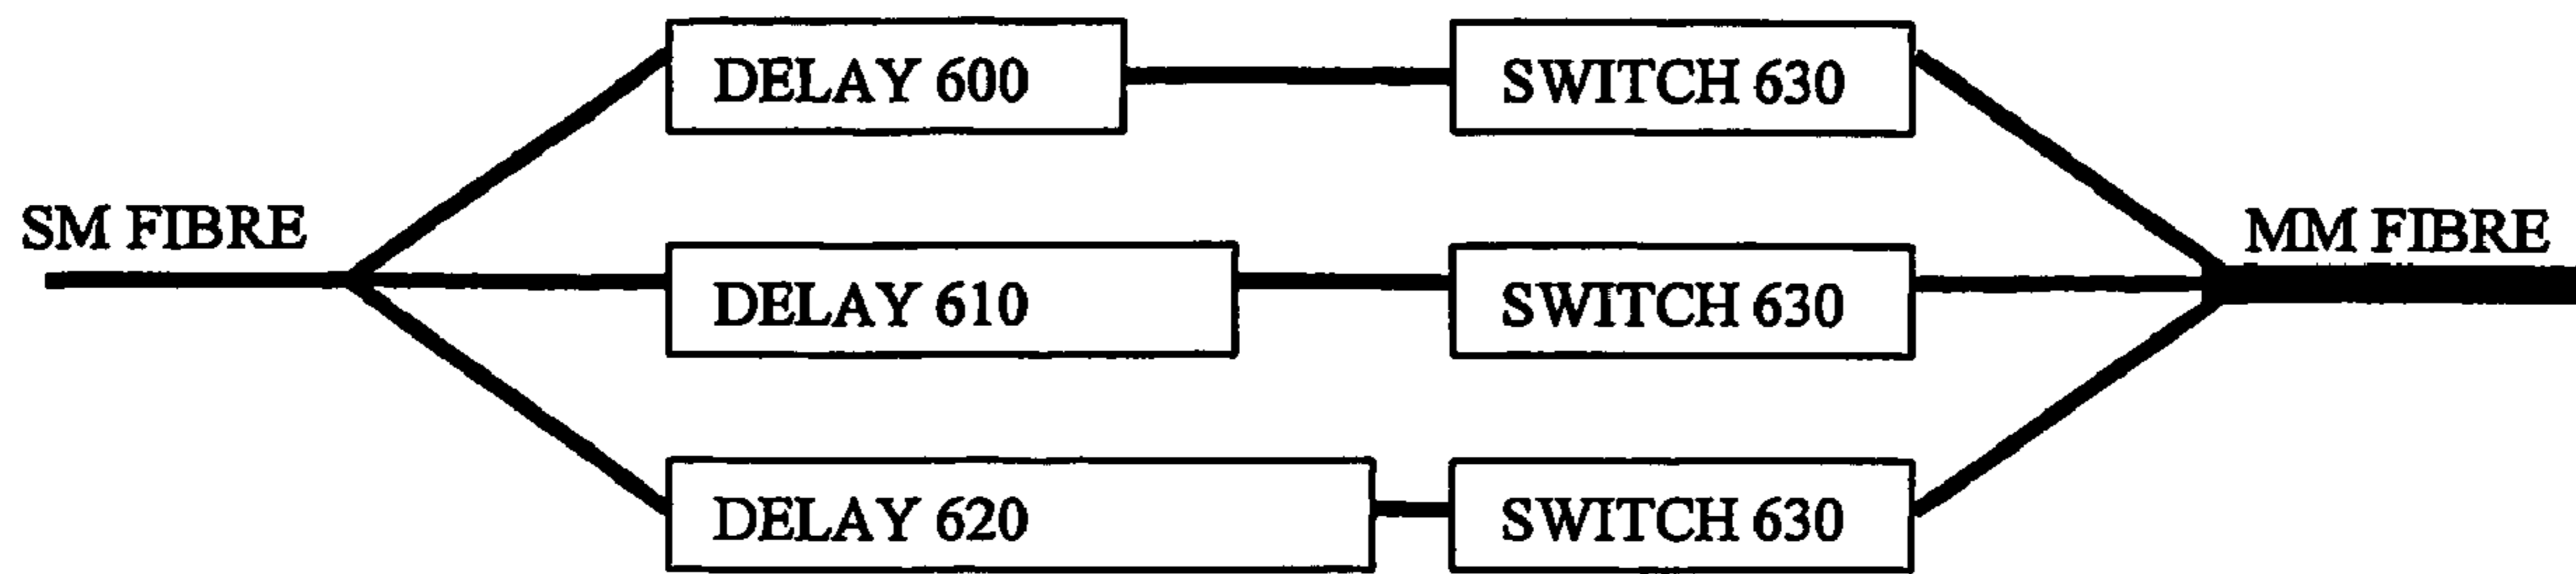 DELAY 600
SWITCH 630
SM FIBRE
MM FIBRE
DELAY 610
SWITCH 630
DELAY 620
SWITCH 630